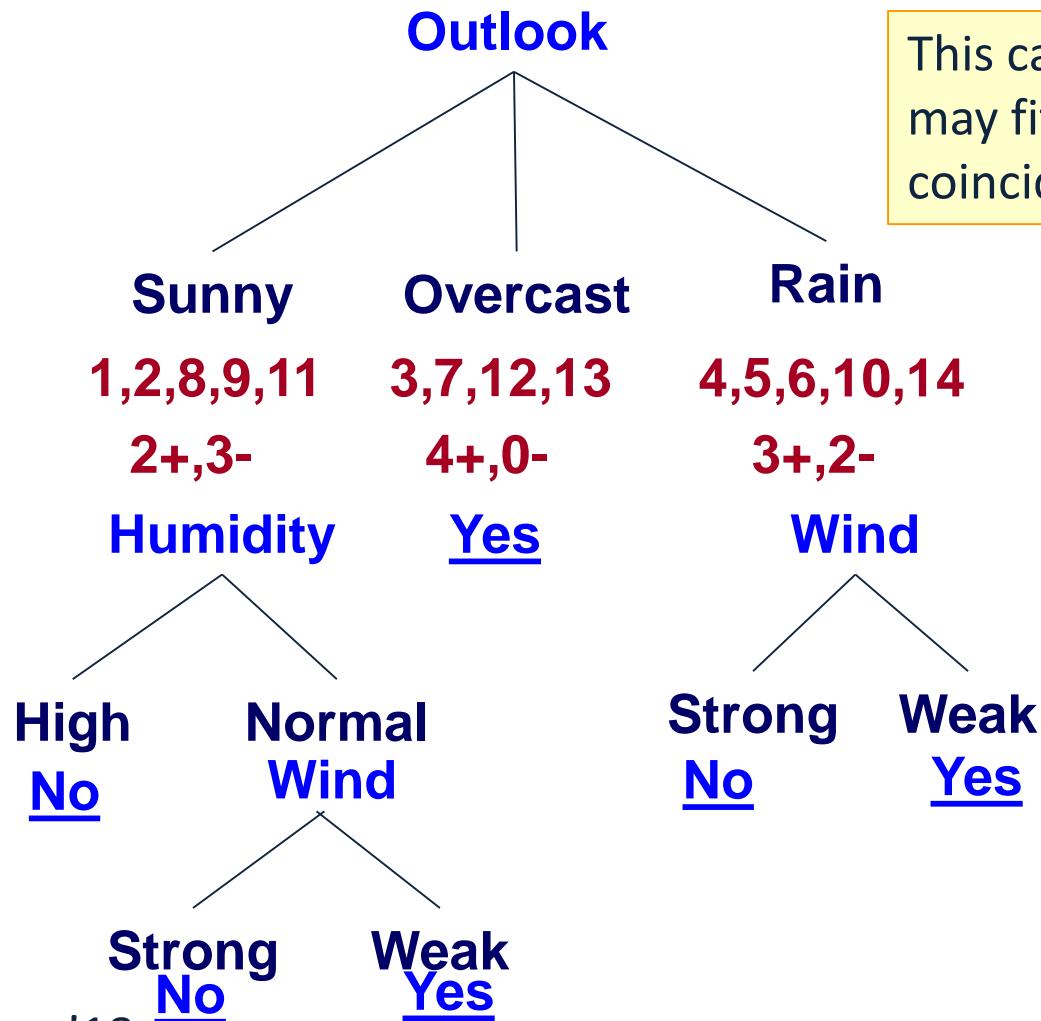 Outlook
This ca
may fi
coincid
Sunny Overcast Rain
1,2,8,9,11 3,7,12,13 4,5,6,10,14
2+,3- 4+,0- 3+,2-
Humidity Yes Wind
High Normal Strong Weak
No Wind No Yes
Strong Weak
No Yes